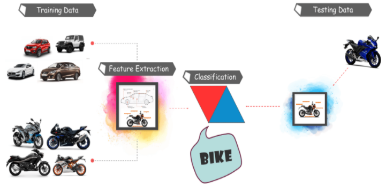 Training Data
Testing Data
Feature Extraction
Classification
BIKE